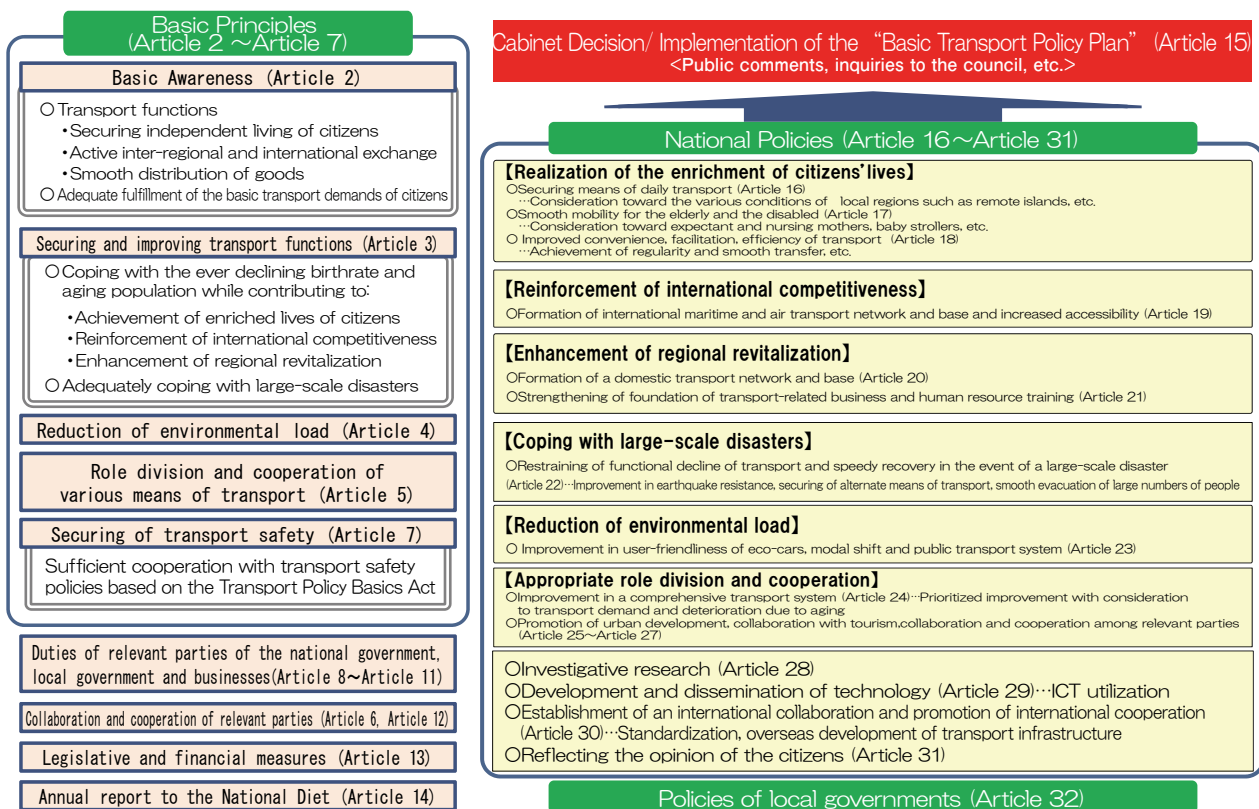 Basic Principles
(Article 2 ～Article 7)
Basic Awareness (Article 2)
○Transport functions
・Securing independent living of citizens
・Active inter-regional and international exchange
・Smooth distribution of goods
○Adequate fulfillment of the basic transport demands of citizens
Securing and improving transport functions (Article 3)
○Coping with the ever declining birthrate and
aging population while contributing to:
・Achievement of enriched lives of citizens
・Reinforcement of international competitiveness
・Enhancement of regional revitalization
○Adequately coping with large-scale disasters
Reduction of environmental load (Article 4)
Role division and cooperation of
various means of transport (Article 5)
Securing of transport safety (Article 7)
Sufficient cooperation with transport safety
policies based on the Transport Policy Basics Act
Duties of relevant parties of the national government,
local government and businesses(Article 8～Article 11)
Collaboration and cooperation of relevant parties (Article 6, Article 12)
Legislative and financial measures (Article 13)
Annual report to the National Diet (Article 14)
Cabinet Decision/ Implementation of the “Basic Transport Policy Plan” (Article 15)
<Public comments, inquiries to the council, etc.>
National Policies (Article 16～Article 31)
【Realization of the enrichment of citizens’lives】
○Securing means of daily transport (Article 16)
…Consideration toward the various conditions of local regions such as remote islands, etc.
○Smooth mobility for the elderly and the disabled (Article 17)
…Consideration toward expectant and nursing mothers, baby strollers, etc.
○ Improved convenience, facilitation, efficiency of transport (Article 18)
…Achievement of regularity and smooth transfer, etc.
【Reinforcement of international competitiveness】
○Formation of international maritime and air transport network and base and increased accessibility (Article 19)
【Enhancement of regional revitalization】
○Formation of a domestic transport network and base (Article 20)
○Strengthening of foundation of transport-related business and human resource training (Article 21)
【Coping with large-scale disasters】
○Restraining of functional decline of transport and speedy recovery in the event of a large-scale disaster
(Article 22)…Improvement in earthquake resistance, securing of alternate means of transport, smooth evacuation of large numbers of people
【Reduction of environmental load】
○ Improvement in user-friendliness of eco-cars, modal shift and public transport system (Article 23)
【Appropriate role division and cooperation】
○Improvement in a comprehensive transport system (Article 24)…Prioritized improvement with consideration
to transport demand and deterioration due to aging
○Promotion of urban development, collaboration with tourism,collaboration and cooperation among relevant parties
(Article 25～Article 27)
○Investigative research (Article 28)
○Development and dissemination of technology (Article 29)…ICT utilization
○Establishment of an international collaboration and promotion of international cooperation
(Article 30)…Standardization, overseas development of transport infrastructure
○Reflecting the opinion of the citizens (Article 31)
Policies of local governments (Article 32)